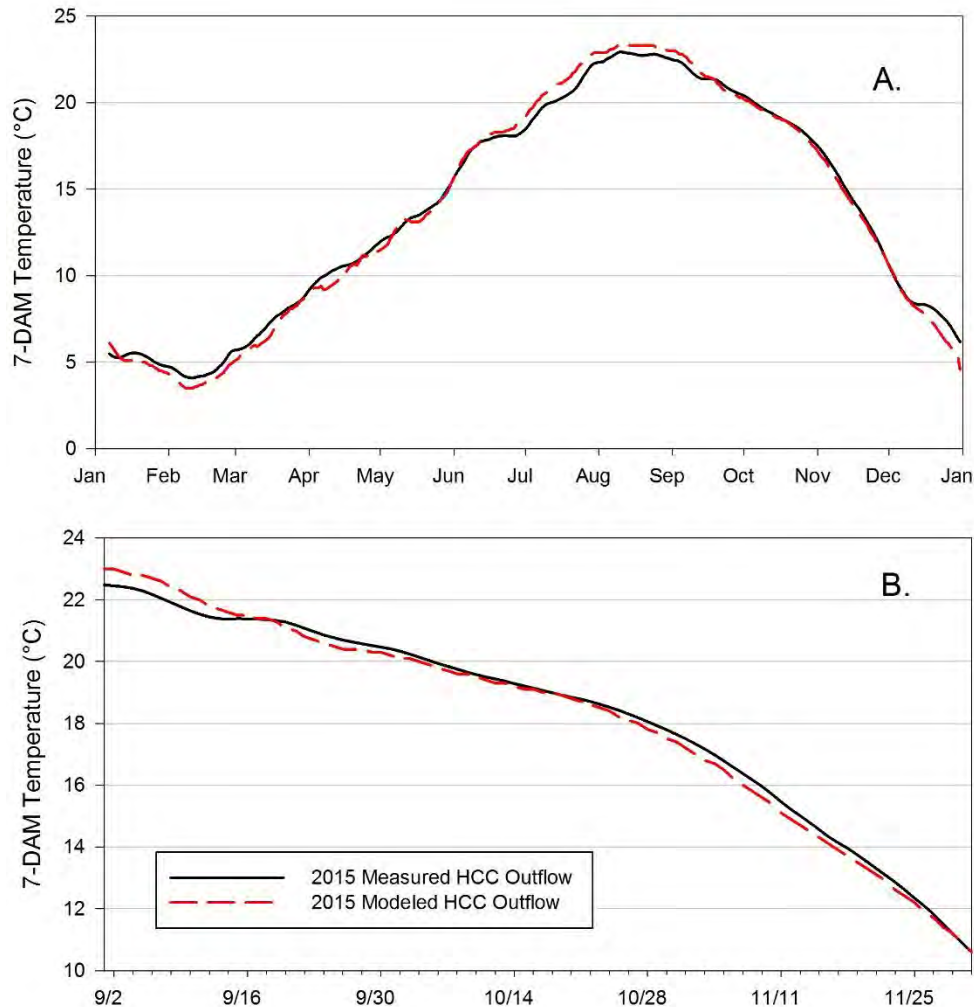 25
20
15
10
5
0
7-DAM Temperature (°C)
A.
Jan Feb Mar Apr May Jun Jul Aug Sep Oct Nov Dec Jan
24
22
20
18
16
14
12
10
7-DAM Temperature (°C)
B.
2015 Measured HCC Outflow
2015 Modeled HCC Outflow
9/2 9/16 9/30 10/14 10/28 11/11 11/25